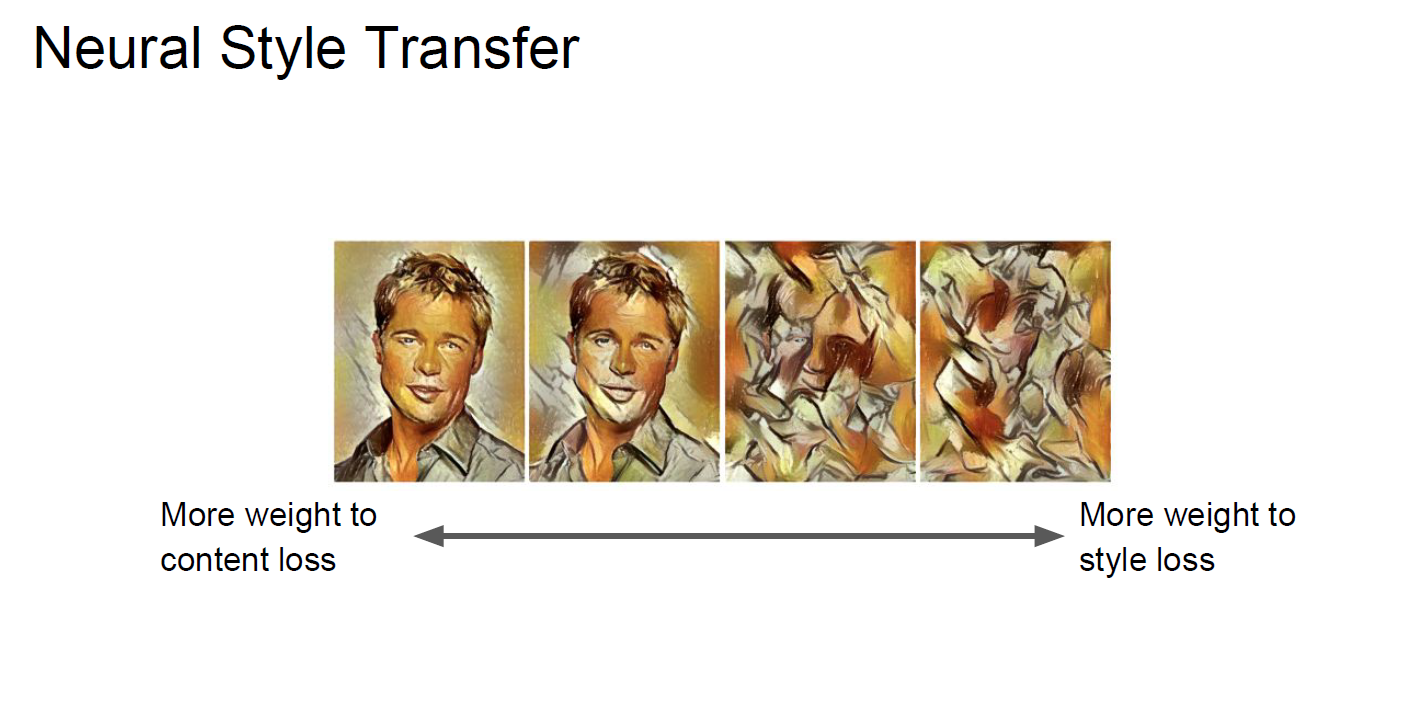 Neural Style Transfer
More weight to
content loss
More weight to
style loss